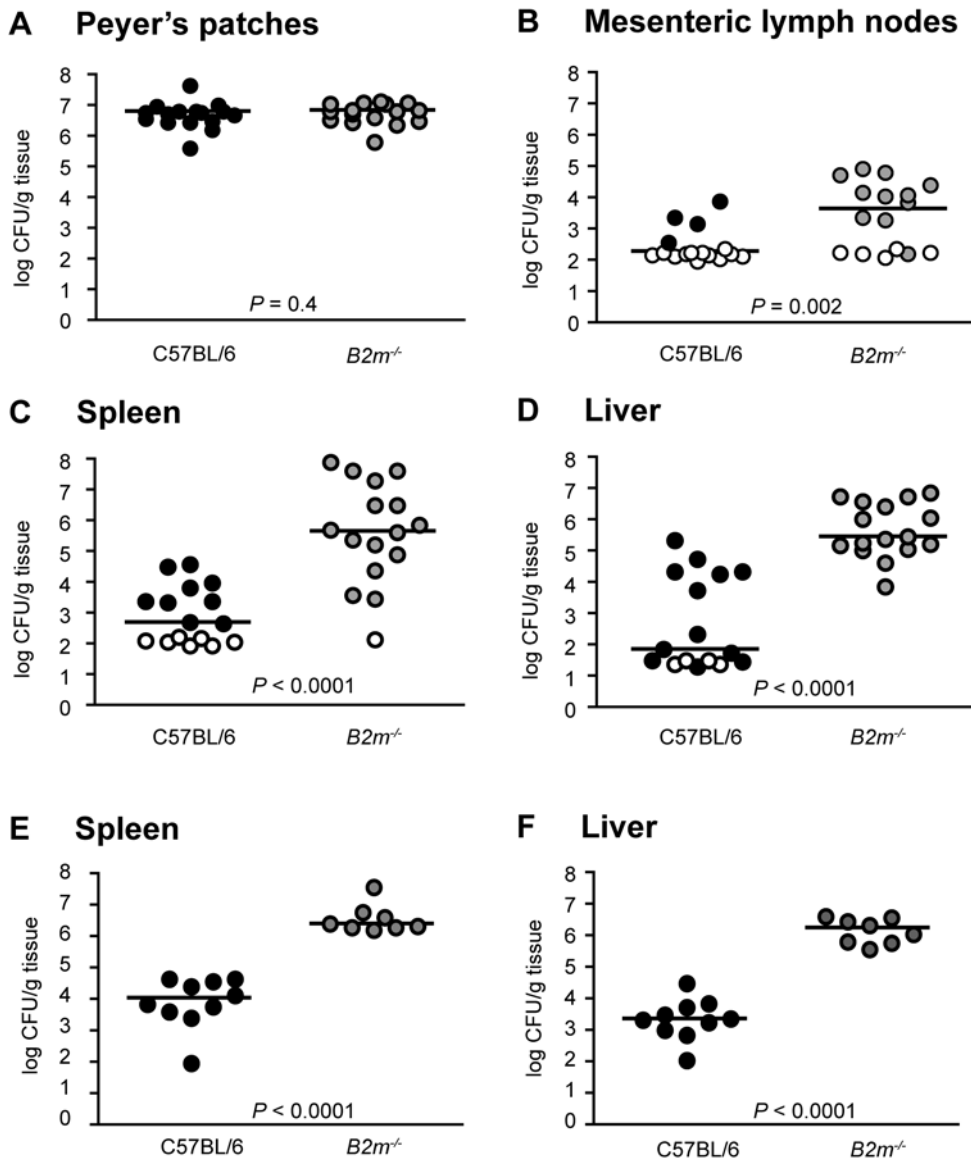 A Peyer's patches
log CFU/g tissue
8
7
6
5
4
3
2
1
0
P = 0.4
C57BL/6 B2m-/-
B Mesenteric lymph nodes
log CFU/g tissue
8
7
6
5
4
3
2
1
0
P = 0.002
C57BL/6 B2m-/-
C Spleen
log CFU/g tissue
8
7
6
5
4
3
2
1
0
P < 0.0001
C57BL/6 B2m-/-
D Liver
log CFU/g tissue
8
7
6
5
4
3
2
1
0
P < 0.0001
C57BL/6 B2m-/-
E Spleen
log CFU/g tissue
8
7
6
5
4
3
2
1
0
P < 0.0001
C57BL/6 B2m-/-
F Liver
log CFU/g tissue
8
7
6
5
4
3
2
1
0
P < 0.0001
C57BL/6 B2m-/-